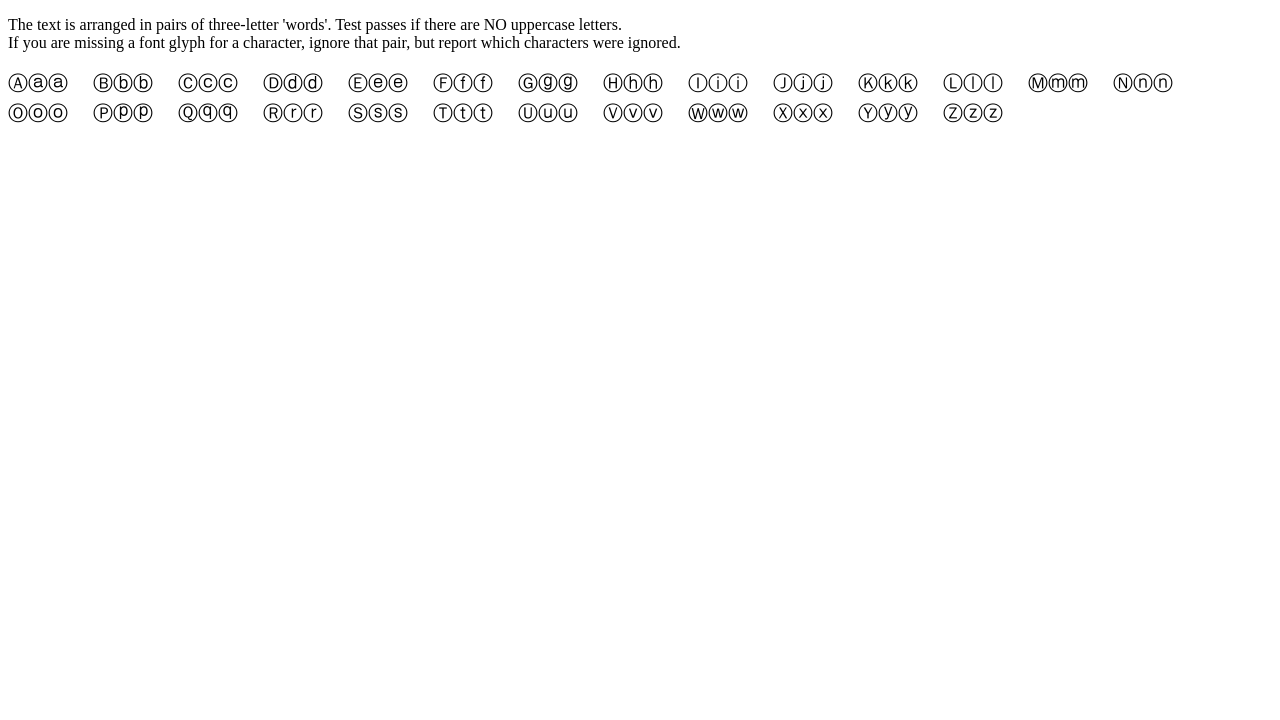 The text is arranged in pairs of three-letter 'words'. Test passes if there are NO uppercase letters.
If you are missing a font glyph for a character, ignore that pair, but report which characters were ignored.
Ⓐⓐⓐ Ⓑⓑⓑ Ⓒⓒⓒ Ⓓⓓⓓ Ⓔⓔⓔ Ⓕⓕⓕ Ⓖⓖⓖ Ⓗⓗⓗ Ⓘⓘⓘ Ⓙⓙⓙ Ⓚⓚⓚ Ⓛⓛⓛ Ⓜⓜⓜ Ⓝⓝⓝ
Ⓞⓞⓞ Ⓟⓟⓟ Ⓠⓠⓠ Ⓡⓡⓡ Ⓢⓢⓢ Ⓣⓣⓣ Ⓤⓤⓤ Ⓥⓥⓥ Ⓦⓦⓦ Ⓧⓧⓧ Ⓨⓨⓨ Ⓩⓩⓩ